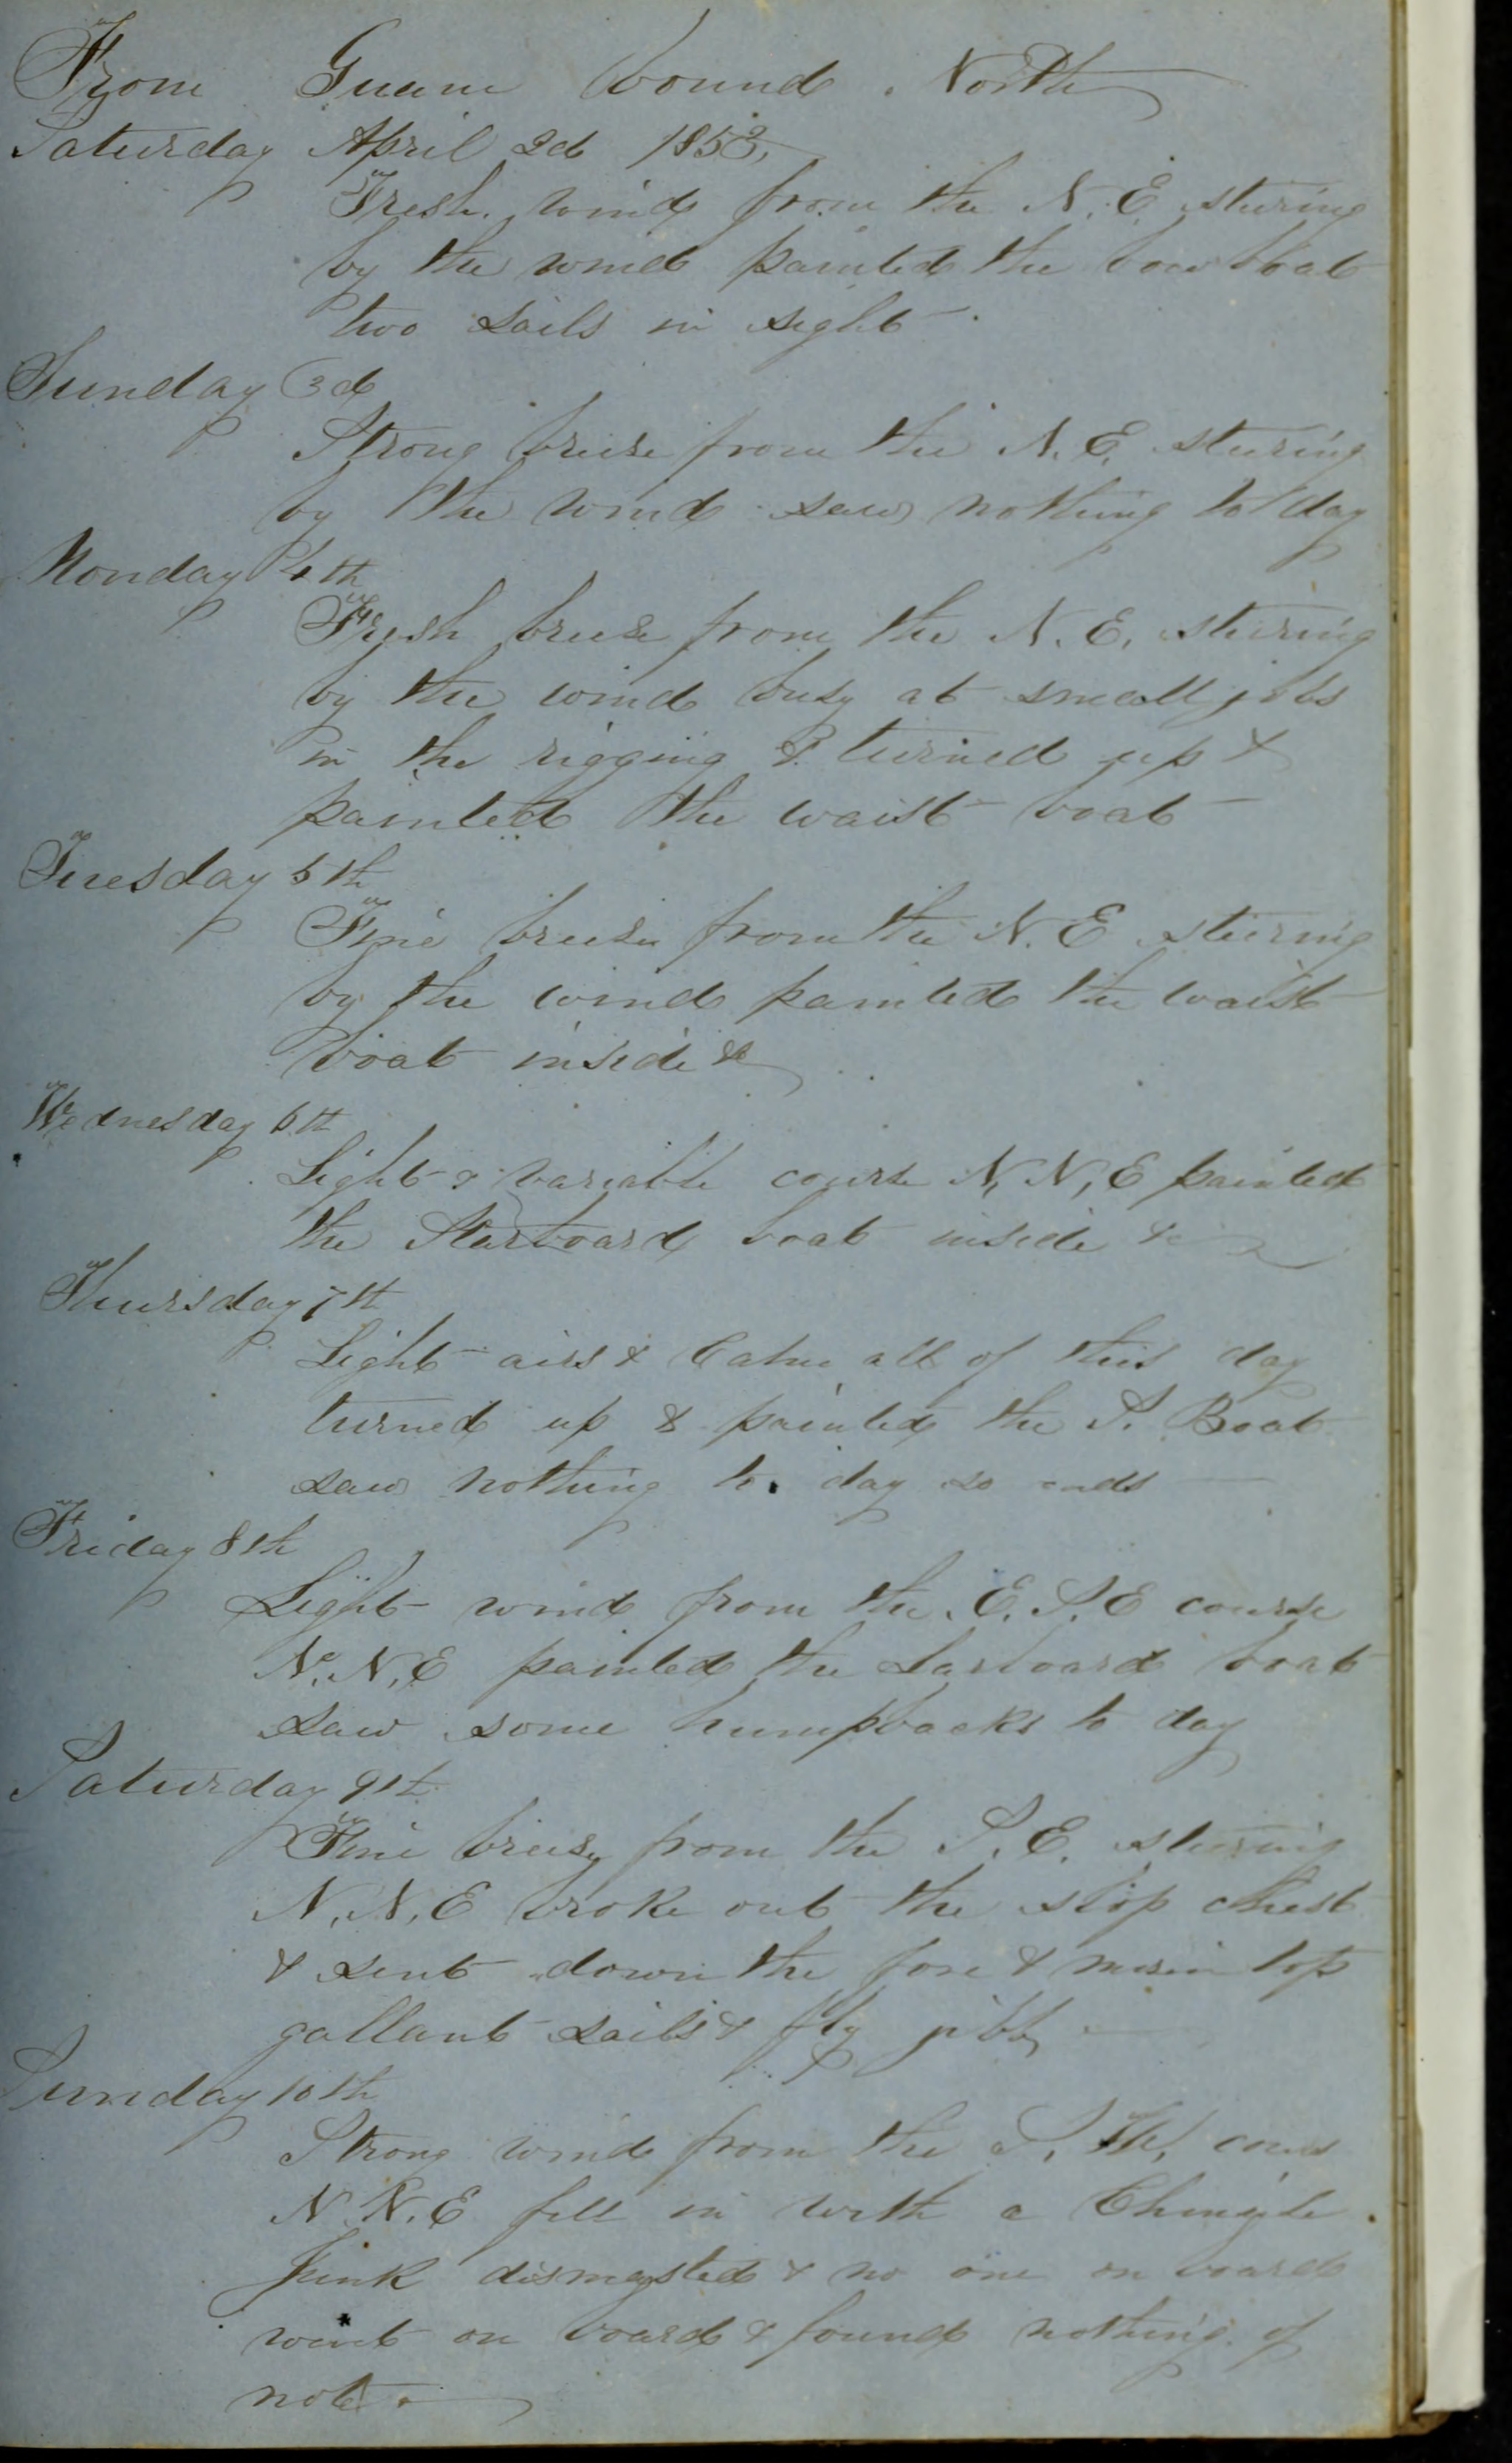 From Guam bound North
Saturday April 2d 1853,
Fresh wind from the N. E. steering
by the wind painted the bow boat
two sails in sight
Sunday 3d
Strong breise from the N. E. steering
by the wind saw nothing to day
Monday 4th
Fresh breise from the N. E. steering
by the wind busy at small jobs
in the rigging & turned up &
painted the waist boat
Tuesday 5th
Fine breise from the N. E steering
by the wind painted the waist
boat inside &c
Wednesday 6th
Light & variable course N, N, E painted
the Starboard boat inside &c
Thursday 7th
Light airs & Calm all of this day
turned up & painted the S. Boat
saw nothing to day so ends
Friday 8th
Light wind from the E. S. E course
N. N, E painted the Larboard boat
saw some humpbacks to day
Saturday 9th
Fine breise from the S. E. steering
N, N, E broke out the slop chest
& sent down the fore & main top
gallant sails & fly jibb
Sunday 10th
Strong wind from the S. W. cours
N N. E fell in with a
Junk dismasted & no one on board
went on board & found nothing of
note